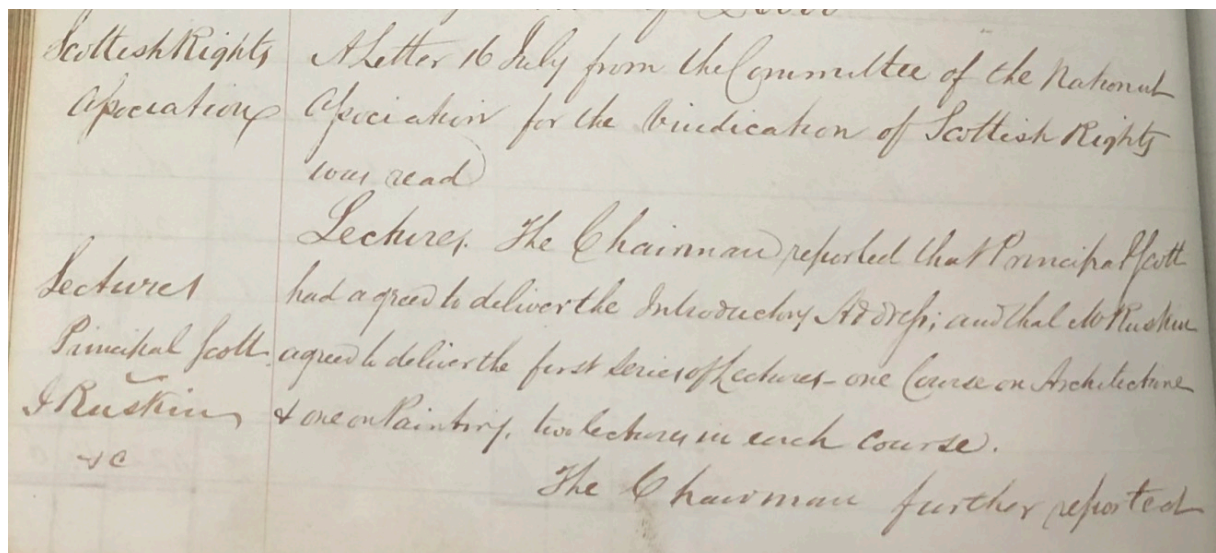 Scottish Rights A Letter 16 July from the Committee of the National
Association Association for the Vindication of Scottish Rights
was read
Lectures. The Chairman reported that Principal Scott
Lectures had agreed to deliver the Introductory Address; and that Mr Ruskin
Principal Scott agreed to deliver the first Series of Lectures - one Course on Architecture
J Ruskin & one on Painting, two lectures in each Course.
&c
The Chairman further reported